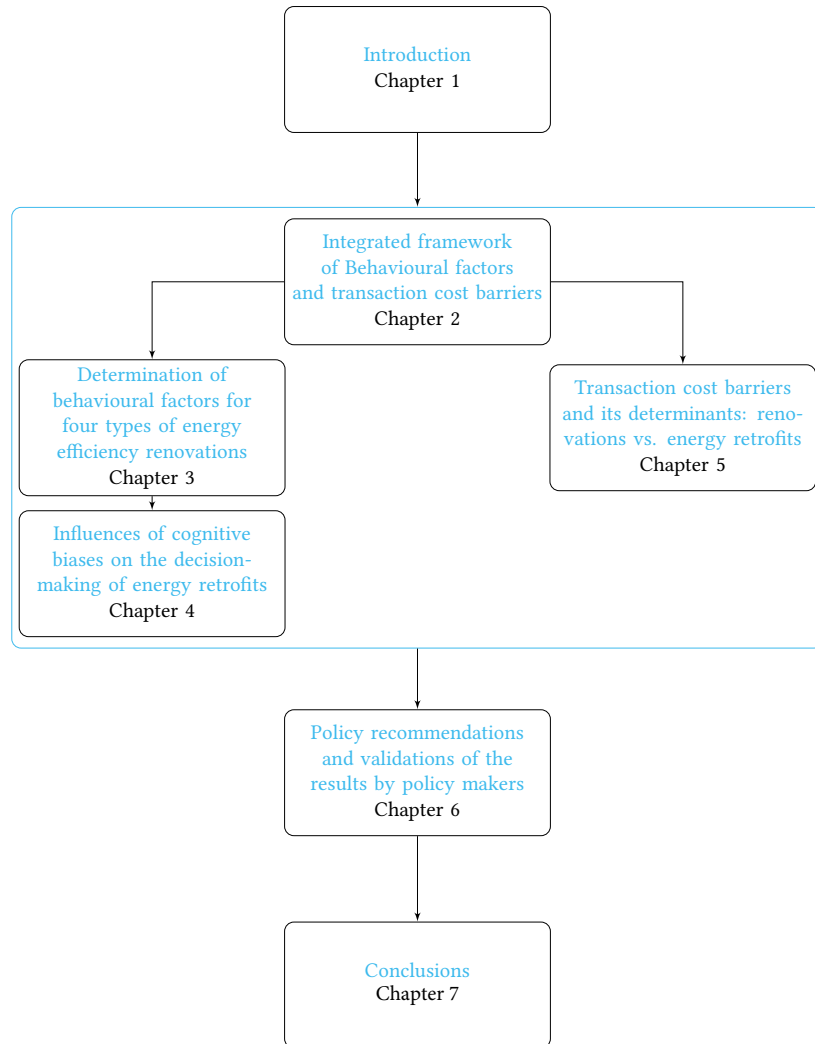 Introduction
Chapter 1
Integrated framework
of Behavioural factors
and transaction cost barriers
Chapter 2
Determination of
behavioural factors for
four types of energy
efficiency renovations
Chapter 3
Transaction cost barriers
and its determinants: reno-
vations vs. energy retrofits
Chapter 5
Influences of cognitive
biases on the decision-
making of energy retrofits
Chapter 4
Policy recommendations
and validations of the
results by policy makers
Chapter 6
Conclusions
Chapter 7